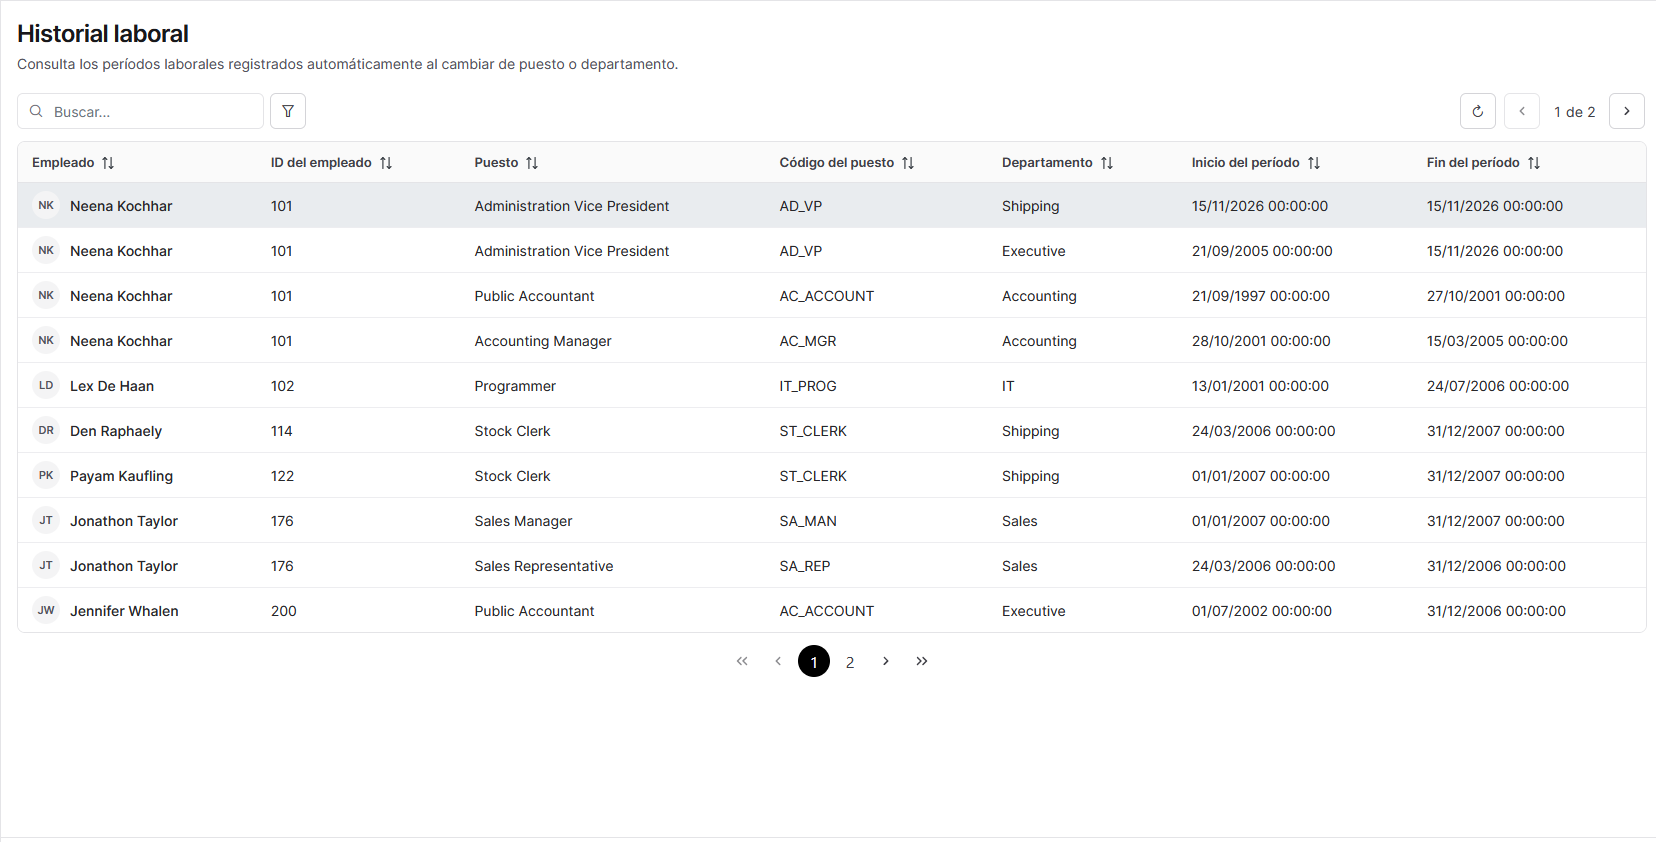 Historial laboral
Consulta los períodos laborales registrados automáticamente al cambiar de puesto o departamento.
Buscar...
1 de 2
Empleado ID del empleado Puesto Código del puesto Departamento Inicio del período Fin del período
NK Neena Kochhar 101 Administration Vice President AD_VP Shipping 15/11/2026 00:00:00 15/11/2026 00:00:00
NK Neena Kochhar 101 Administration Vice President AD_VP Executive 21/09/2005 00:00:00 15/11/2026 00:00:00
NK Neena Kochhar 101 Public Accountant AC_ACCOUNT Accounting 21/09/1997 00:00:00 27/10/2001 00:00:00
NK Neena Kochhar 101 Accounting Manager AC_MGR Accounting 28/10/2001 00:00:00 15/03/2005 00:00:00
LD Lex De Haan 102 Programmer IT_PROG IT 13/01/2001 00:00:00 24/07/2006 00:00:00
DR Den Raphaely 114 Stock Clerk ST_CLERK Shipping 24/03/2006 00:00:00 31/12/2007 00:00:00
PK Payam Kaufling 122 Stock Clerk ST_CLERK Shipping 01/01/2007 00:00:00 31/12/2007 00:00:00
JT Jonathon Taylor 176 Sales Manager SA_MAN Sales 01/01/2007 00:00:00 31/12/2007 00:00:00
JT Jonathon Taylor 176 Sales Representative SA_REP Sales 24/03/2006 00:00:00 31/12/2006 00:00:00
JW Jennifer Whalen 200 Public Accountant AC_ACCOUNT Executive 01/07/2002 00:00:00 31/12/2006 00:00:00
1 2